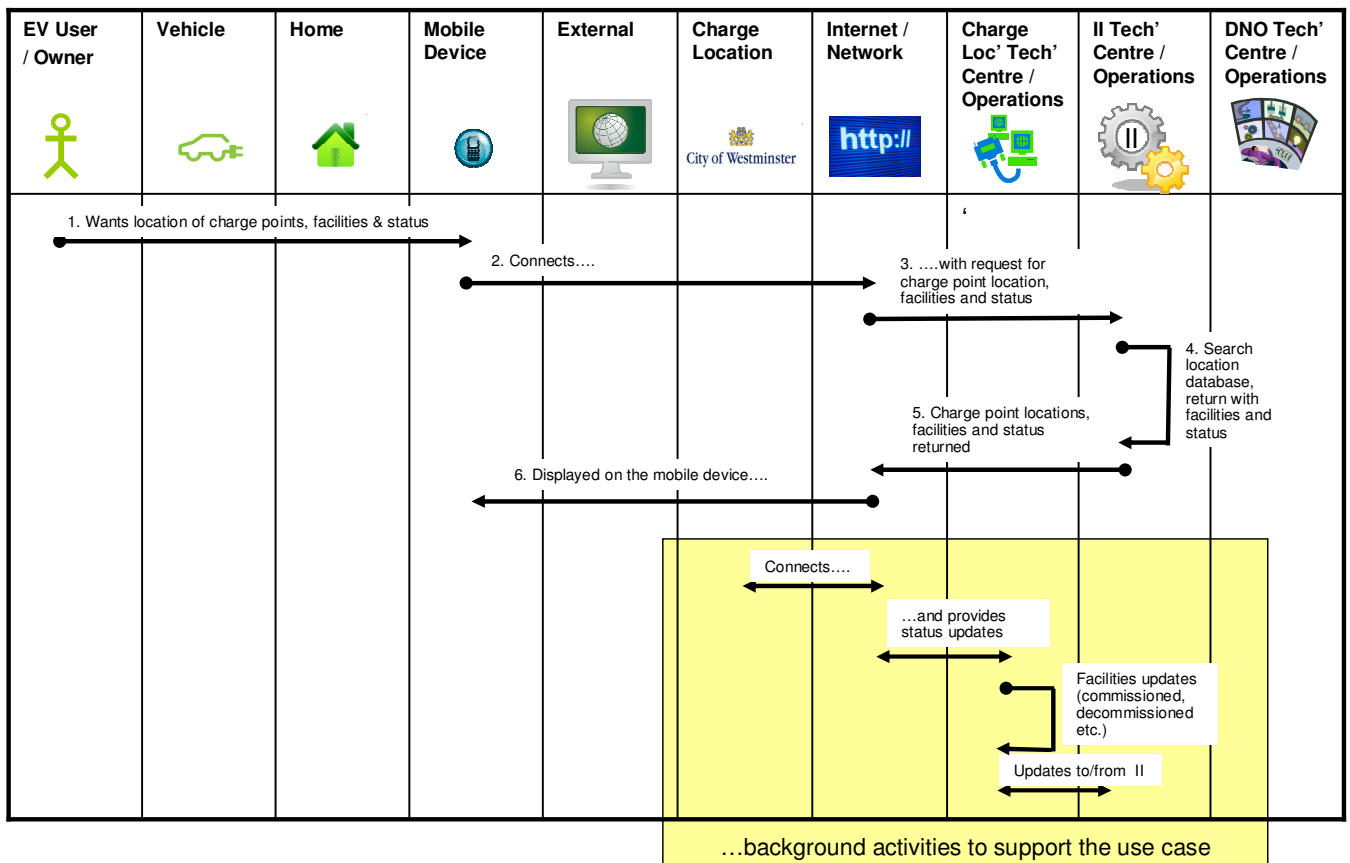 EV User
/ Owner
Vehicle
Home
Mobile
Device
External
Charge
Location
Internet /
Network
Charge
Loc’ Tech’
Centre /
Operations
II Tech’
Centre /
Operations
DNO Tech’
Centre /
Operations
City of Westminster
http://
II
‘
1. Wants location of charge points, facilities & status
2. Connects….
3. ….with request for
charge point location,
facilities and status
4. Search
location
database,
return with
facilities and
status
5. Charge point locations,
facilities and status
returned
6. Displayed on the mobile device….
Connects….
…and provides
status updates
Facilities updates
(commissioned,
decommissioned
etc.)
Updates to/from II
…background activities to support the use case